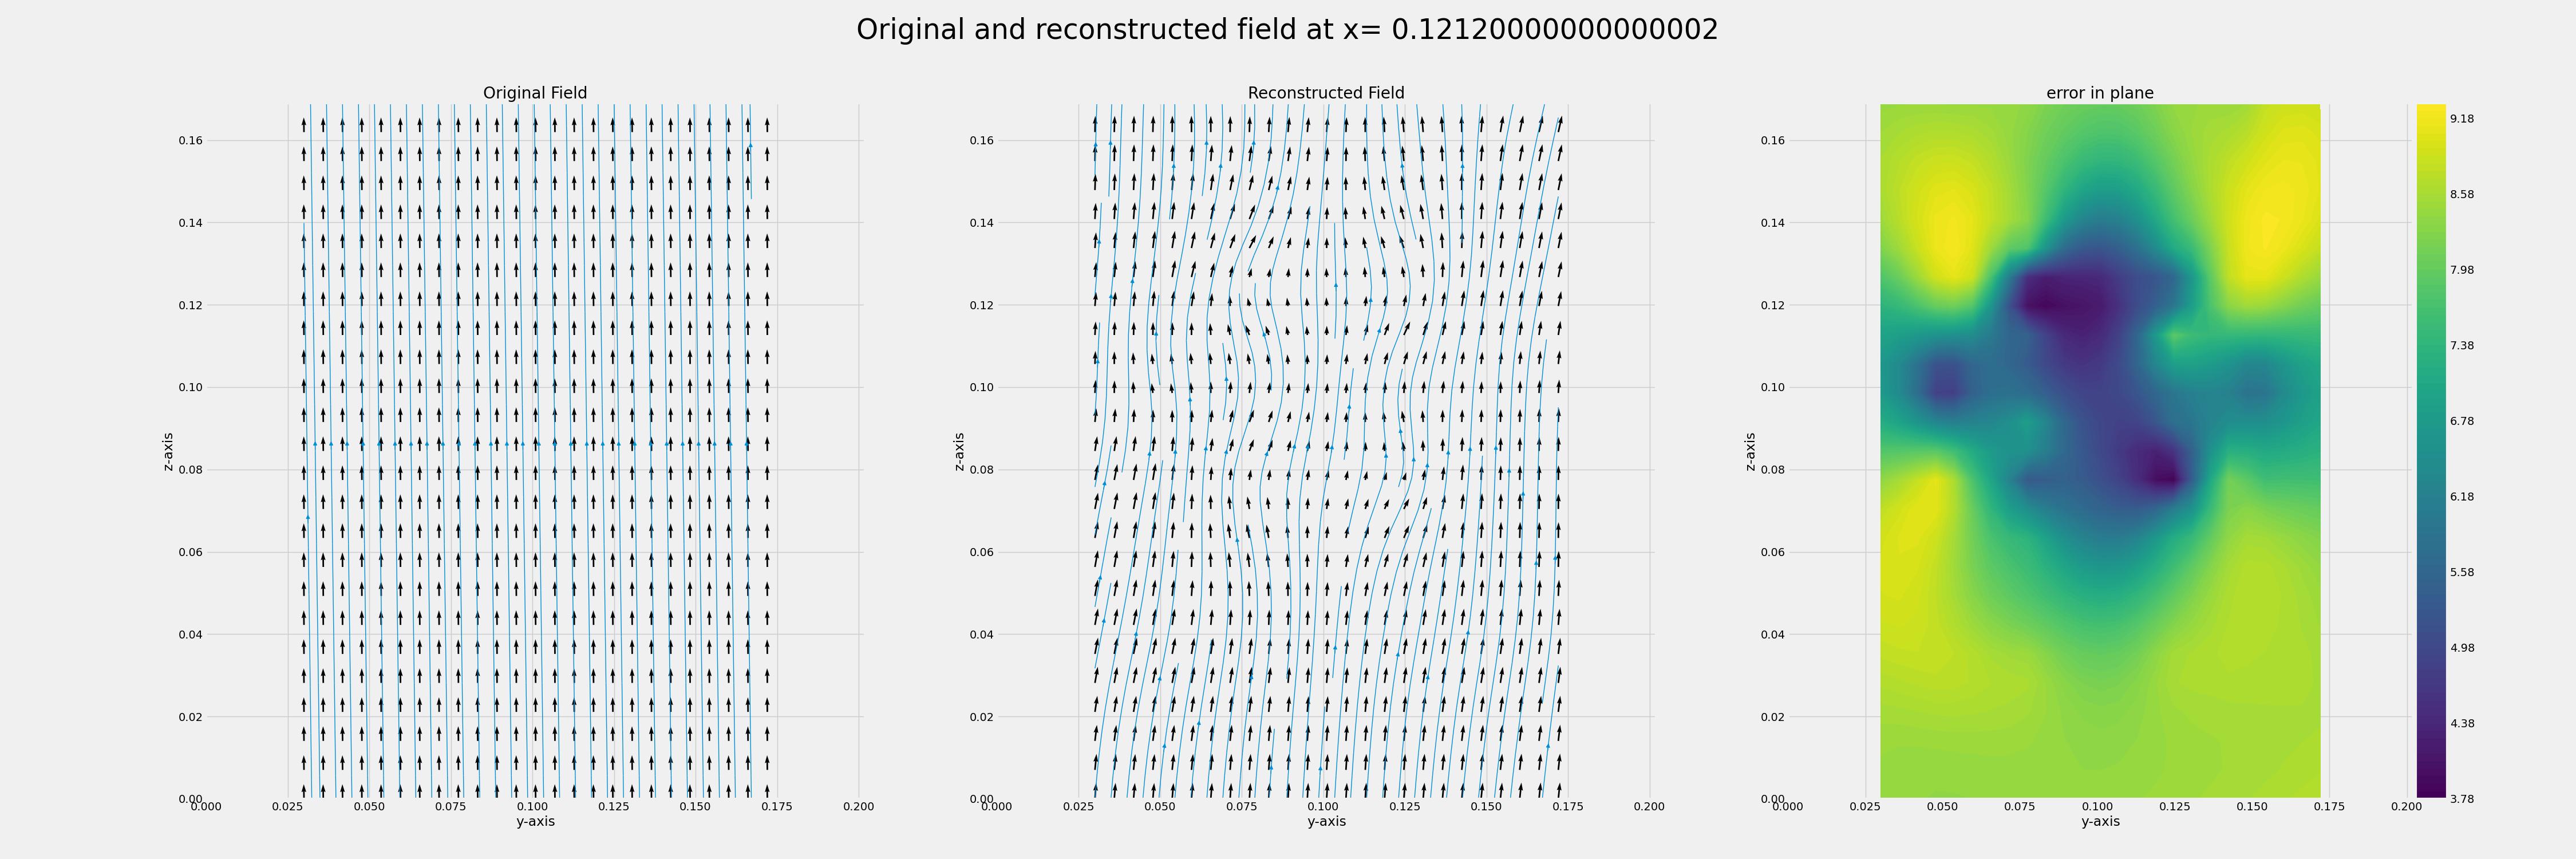 Original and reconstructed field at x= 0.12120000000000002
Original Field
z-axis
0.16
0.14
0.12
0.10
0.08
0.06
0.04
0.02
0.00
0.000 0.025 0.050 0.075 0.100 0.125 0.150 0.175 0.200
y-axis
Reconstructed Field
z-axis
0.16
0.14
0.12
0.10
0.08
0.06
0.04
0.02
0.00
0.000 0.025 0.050 0.075 0.100 0.125 0.150 0.175 0.200
y-axis
error in plane
z-axis
0.16
0.14
0.12
0.10
0.08
0.06
0.04
0.02
0.00
0.000 0.025 0.050 0.075 0.100 0.125 0.150 0.175 0.200
y-axis
9.18
8.58
7.98
7.38
6.78
6.18
5.58
4.98
4.38
3.78